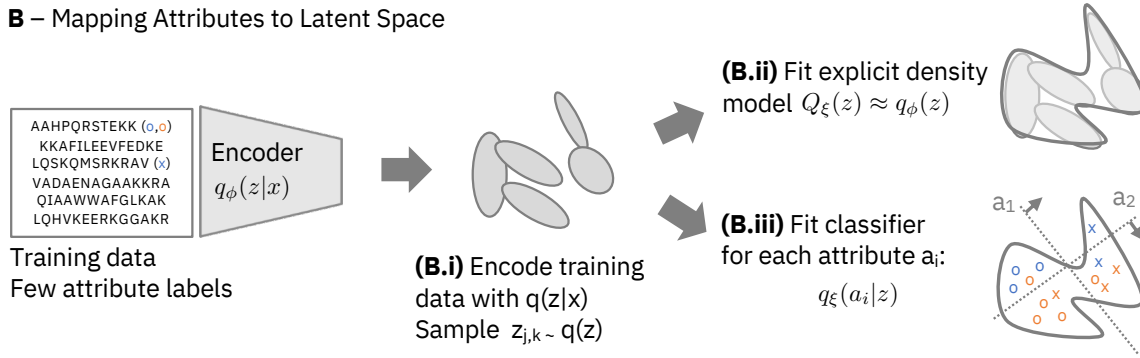 B – Mapping Attributes to Latent Space
AAHPQRSTEKK (o,o)
KKAFILEEVFEDKE
LQSKQMSRKRAV (x)
VADAENAGAAKKRA
QIAAWWAFGLKAK
LQHVKEERKGGAKR
Training data
Few attribute labels
Encoder
qϕ(z|x)
(B.i) Encode training
data with q(z|x)
Sample zj,k ~ q(z)
(B.ii) Fit explicit density
model Qξ(z) ≈ qϕ(z)
(B.iii) Fit classifier
for each attribute ai:
qξ(ai|z)
a1
a2
x
o o x x
o o o x o
o x
o o